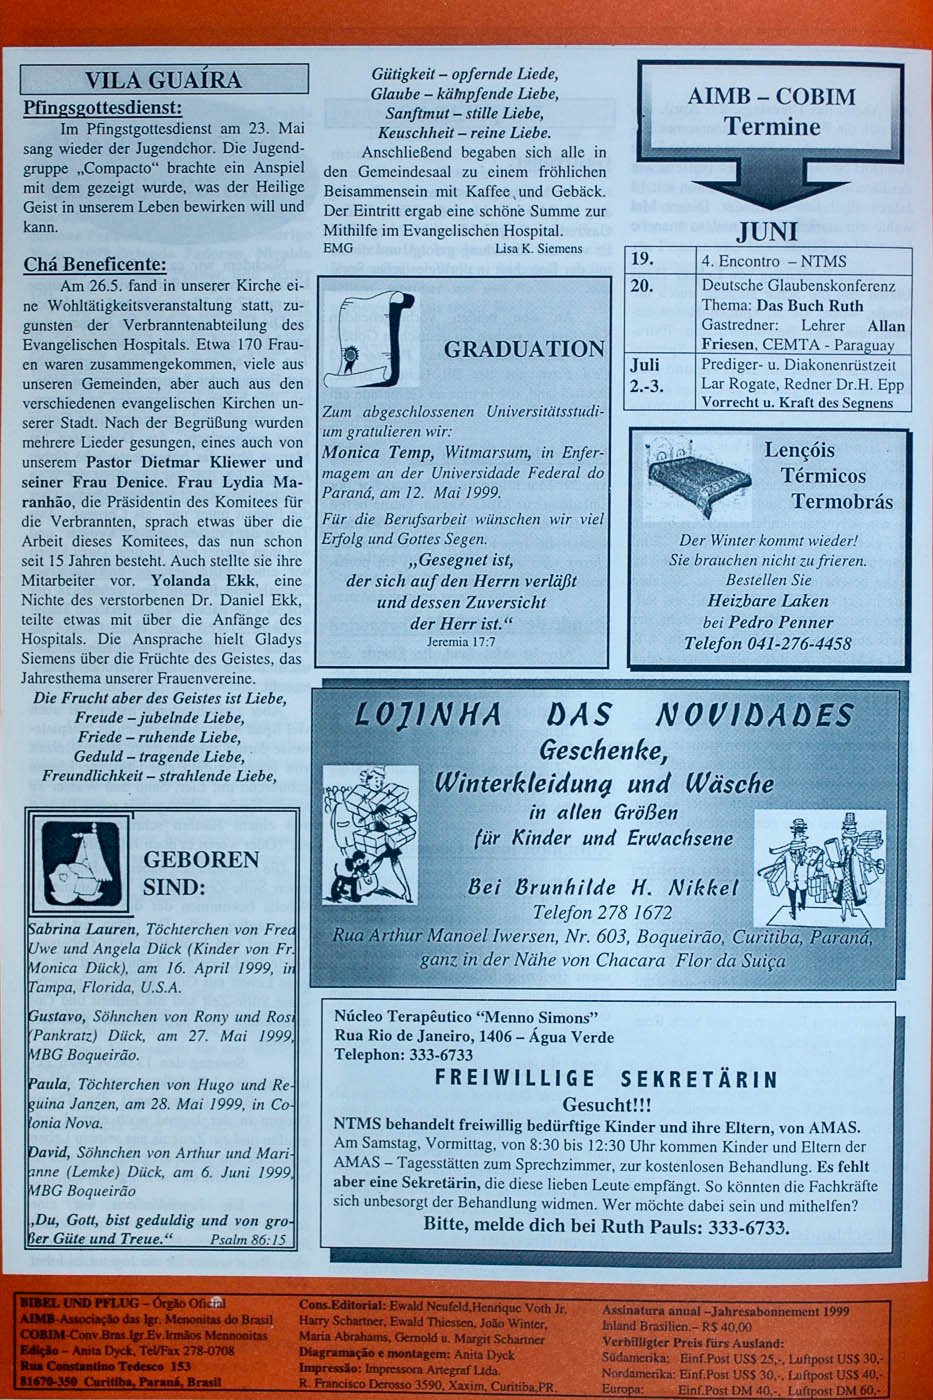 VILA GUAÍRA
Pfingsgottesdienst:
Im Pfingstgottesdienst am 23. Mai
sang wieder der Jugendchor. Die Jugend-
gruppe „Compacto“ brachte ein Anspiel
mit dem gezeigt wurde, was der Heilige
Geist in unserem Leben bewirken will und
kann.
Chá Beneficente:
Am 26.5. fand in unserer Kirche ei-
ne Wohltätigkeitsveranstaltung statt, zu-
gunsten der Verbranntenabteilung des
Evangelischen Hospitals. Etwa 170 Frau-
en waren zusammengekommen, viele aus
unseren Gemeinden, aber auch aus den
verschiedenen evangelischen Kirchen un-
serer Stadt. Nach der Begrüßung wurden
mehrere Lieder gesungen, eines auch von
unserem Pastor Dietmar Kliewer und
seiner Frau Denice. Frau Lydia Ma-
ranhão, die Präsidentin des Komitees für
die Verbrannten, sprach etwas über die
Arbeit dieses Komitees, das nun schon
seit 15 Jahren besteht. Auch stellte sie ihre
Mitarbeiter vor. Yolanda Ekk, eine
Nichte des verstorbenen Dr. Daniel Ekk,
teilte etwas mit über die Anfänge des
Hospitals. Die Ansprache hielt Gladys
Siemens über die Früchte des Geistes, das
Jahresthema unserer Frauenvereine.
Die Frucht aber des Geistes ist Liebe,
Freude – jubelnde Liebe,
Friede – ruhende Liebe,
Geduld – tragende Liebe,
Freundlichkeit – strahlende Liebe,
Gütigkeit – opfernde Liede,
Glaube – kämpfende Liebe,
Sanftmut – stille Liebe,
Keuschheit – reine Liebe.
Anschließend begaben sich alle in
den Gemeindesaal zu einem fröhlichen
Beisammensein mit Kaffee und Gebäck.
Der Eintritt ergab eine schöne Summe zur
Mithilfe im Evangelischen Hospital.
EMG Lisa K. Siemens
GEBOREN
SIND:
Sabrina Lauren, Töchterchen von Fred
Uwe und Angela Dück (Kinder von Fr.
Monica Dück), am 16. April 1999, in
Tampa, Florida, U.S.A.
Gustavo, Söhnchen von Rony und Rosi
(Pankratz) Dück, am 27. Mai 1999,
MBG Boqueirão.
Paula, Töchterchen von Hugo und Re-
guina Janzen, am 28. Mai 1999, in Co-
lonia Nova.
David, Söhnchen von Arthur und Mari-
anne (Lemke) Dück, am 6. Juni 1999,
MBG Boqueirão
„Du, Gott, bist geduldig und von gro-
ßer Güte und Treue.“ Psalm 86:15
GRADUATION
Zum abgeschlossenen Universitätsstudi-
um gratulieren wir:
Monica Temp, Witmarsum, in Enfer-
magem an der Universidade Federal do
Paraná, am 12. Mai 1999.
Für die Berufsarbeit wünschen wir viel
Erfolg und Gottes Segen.
„Gesegnet ist,
der sich auf den Herrn verläßt
und dessen Zuversicht
der Herr ist.“
Jeremia 17:7
AIMB – COBIM
Termine
JUNI
19. 4. Encontro – NTMS
20. Deutsche Glaubenskonferenz
Thema: Das Buch Ruth
Gastredner: Lehrer Allan
Friesen, CEMTA - Paraguay
Juli Prediger- u. Diakonenrüstzeit
2.-3. Lar Rogate, Redner Dr.H. Epp
Vorrecht u. Kraft des Segnens
Lençóis
Térmicos
Termobrás
Der Winter kommt wieder!
Sie brauchen nicht zu frieren.
Bestellen Sie
Heizbare Laken
bei Pedro Penner
Telefon 041-276-4458
LOJINHA DAS NOVIDADES
Geschenke,
Winterkleidung und Wäsche
in allen Größen
für Kinder und Erwachsene
Bei Brunhilde H. Nikkel
Telefon 278 1672
Rua Arthur Manoel Iwersen, Nr. 603, Boqueirão, Curitiba, Paraná,
ganz in der Nähe von Chacara Flor da Suiça
Núcleo Terapêutico “Menno Simons”
Rua Rio de Janeiro, 1406 – Água Verde
Telephon: 333-6733
FREIWILLIGE SEKRETÄRIN
Gesucht!!!
NTMS behandelt freiwillig bedürftige Kinder und ihre Eltern, von AMAS.
Am Samstag, Vormittag, von 8:30 bis 12:30 Uhr kommen Kinder und Eltern der
AMAS – Tagesstätten zum Sprechzimmer, zur kostenlosen Behandlung. Es fehlt
aber eine Sekretärin, die diese lieben Leute empfängt. So könnten die Fachkräfte
sich unbesorgt der Behandlung widmen. Wer möchte dabei sein und mithelfen?
Bitte, melde dich bei Ruth Pauls: 333-6733.
BIBEL UND PFLUG – Órgão Oficial
AIMB-Associação das Igr. Menonitas do Brasil
COBIM-Conv.Bras.Igr.Ev.Irmãos Mennonitas
Edição – Anita Dyck, Tel/Fax 278-0708
Rua Constantino Tedesco 153
81670-350 Curitiba, Paraná, Brasil
Cons.Editorial: Ewald Neufeld,Henrique Voth Jr.
Harry Schartner, Ewald Thiessen, João Winter,
Maria Abrahams, Gernold u. Margit Schartner
Diagramação e montagem: Anita Dyck
Impressão: Impressora Artegraf Ltda.
R. Francisco Derosso 3590, Xaxim, Curitiba,PR.
Assinatura anual –Jahresabonnement 1999
Inland Brasilien.– R$ 40,00
Verbilligter Preis fürs Ausland:
Südamerika: Einf.Post US$ 25,-, Luftpost US$ 30,-
Nordamerika: Einf.Post US$ 30,-, Luftpost US$ 40,-
Europa: Einf.Post DM 40,-, Luftpost DM 60,-